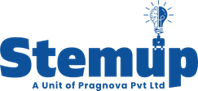 Stemup
A Unit of Pragnova Pvt Ltd